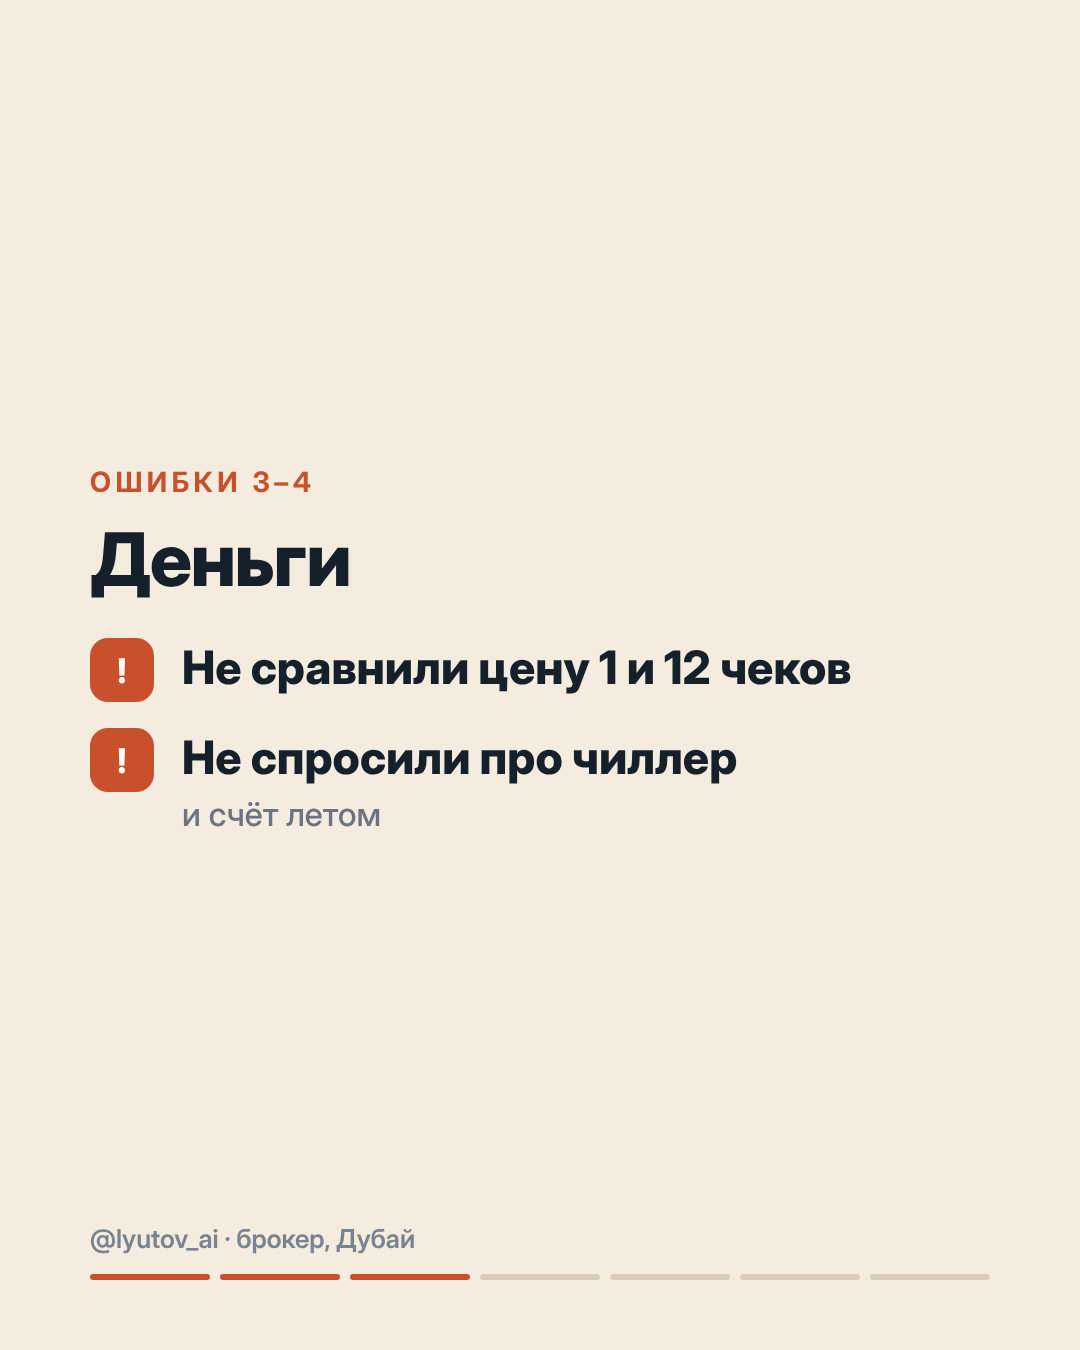 ОШИБКИ 3–4
Деньги
! Не сравнили цену 1 и 12 чеков
! Не спросили про чиллер
и счёт летом
@lyutov_ai · брокер, Дубай